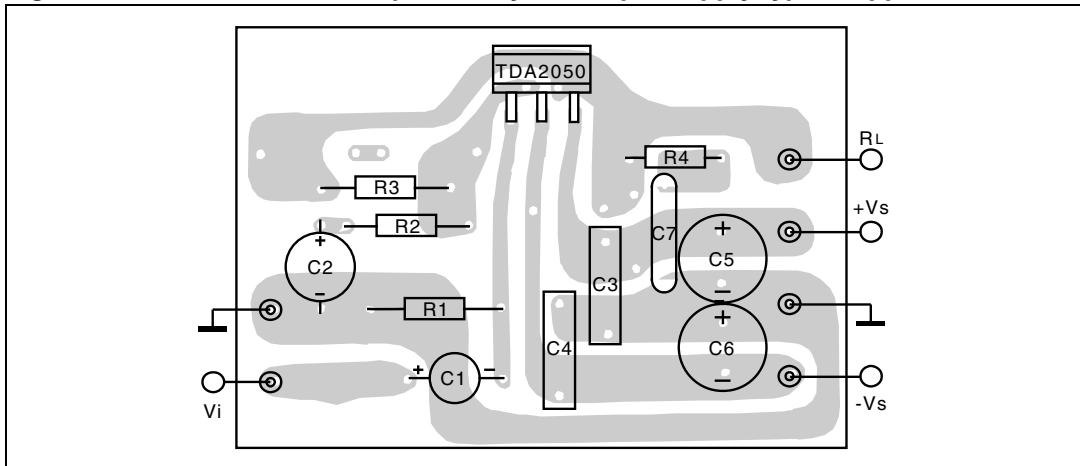 TDA2050
RL
R4
R3
+Vs
R2
+
+
C7
C5
C2
C3
−
−
R1
+
C4
C6
+
−
C1
−
Vi
-Vs